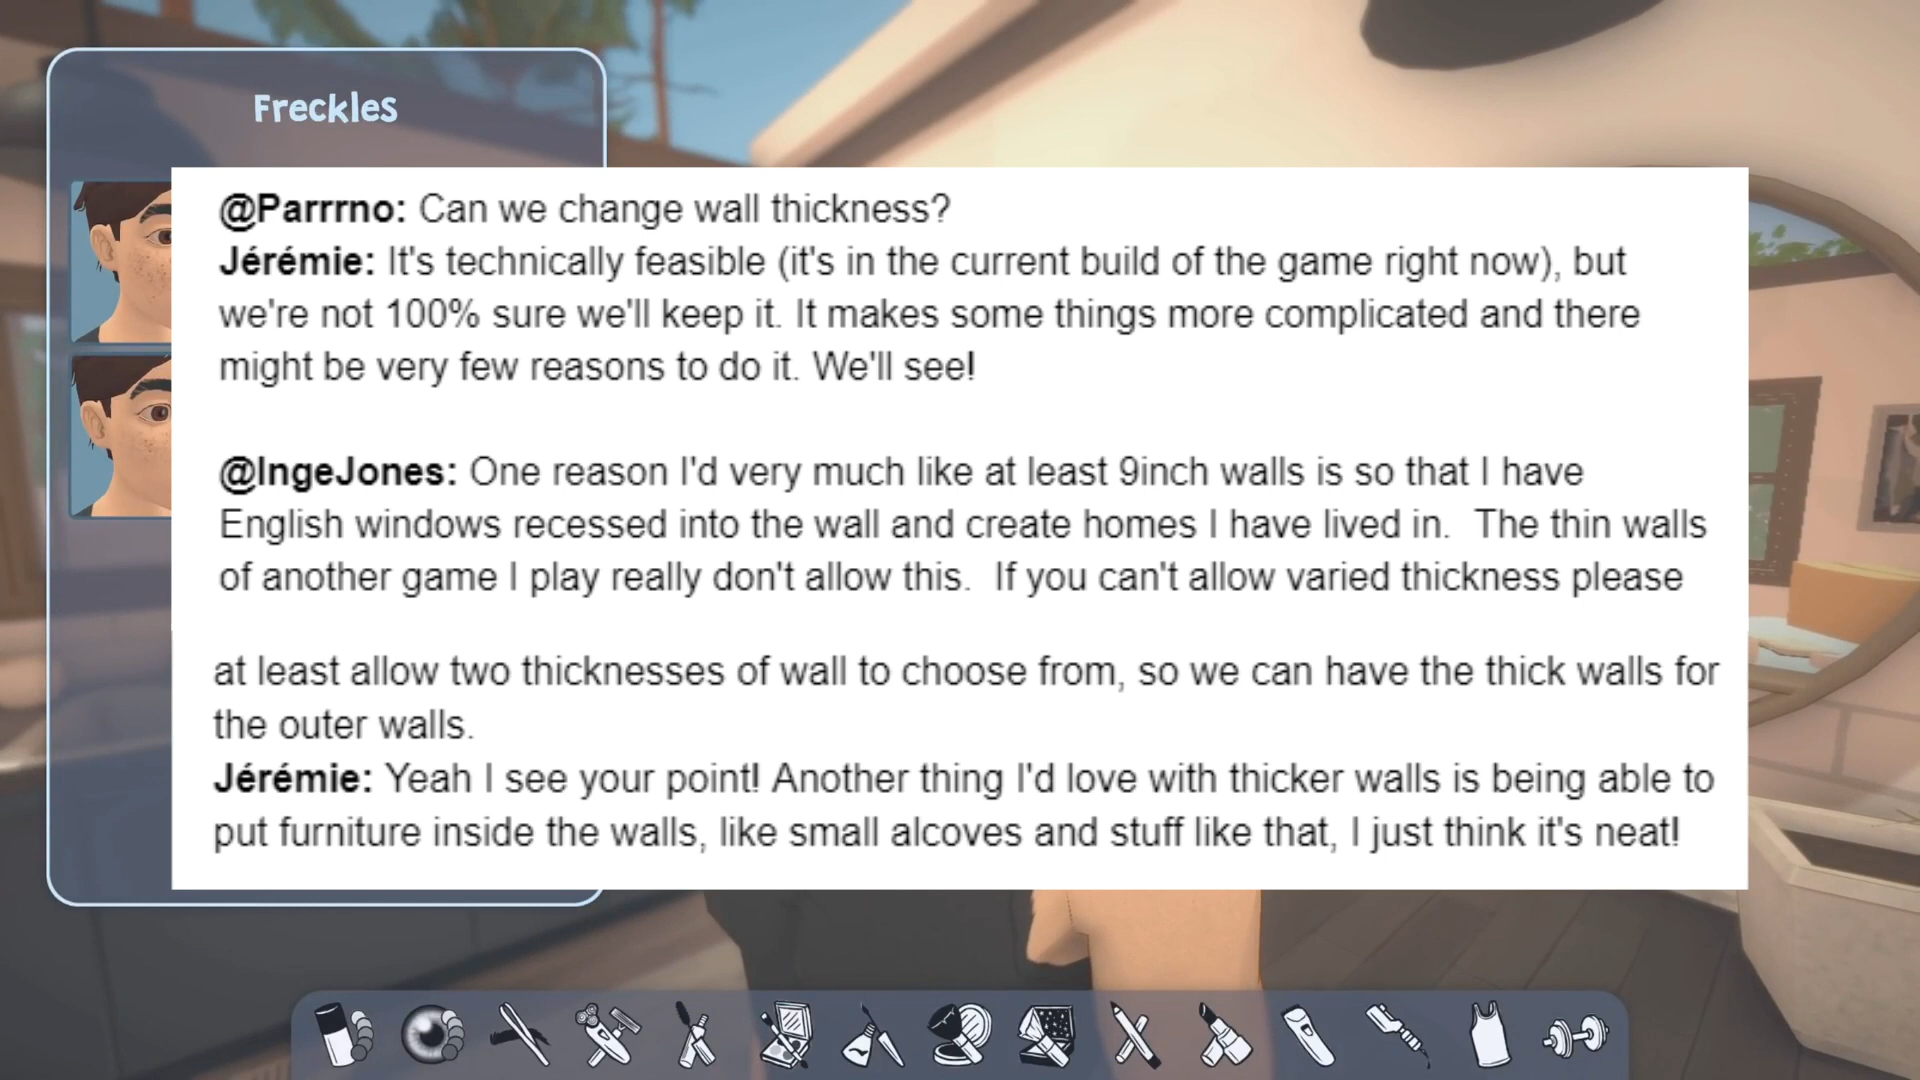 Freckles
@Parrrno: Can we change wall thickness?
Jérémie: It's technically feasible (it's in the current build of the game right now), but
we're not 100% sure we'll keep it. It makes some things more complicated and there
might be very few reasons to do it. We'll see!
@IngeJones: One reason I'd very much like at least 9inch walls is so that I have
English windows recessed into the wall and create homes I have lived in.  The thin walls
of another game I play really don't allow this.  If you can't allow varied thickness please
at least allow two thicknesses of wall to choose from, so we can have the thick walls for
the outer walls.
Jérémie: Yeah I see your point! Another thing I'd love with thicker walls is being able to
put furniture inside the walls, like small alcoves and stuff like that, I just think it's neat!